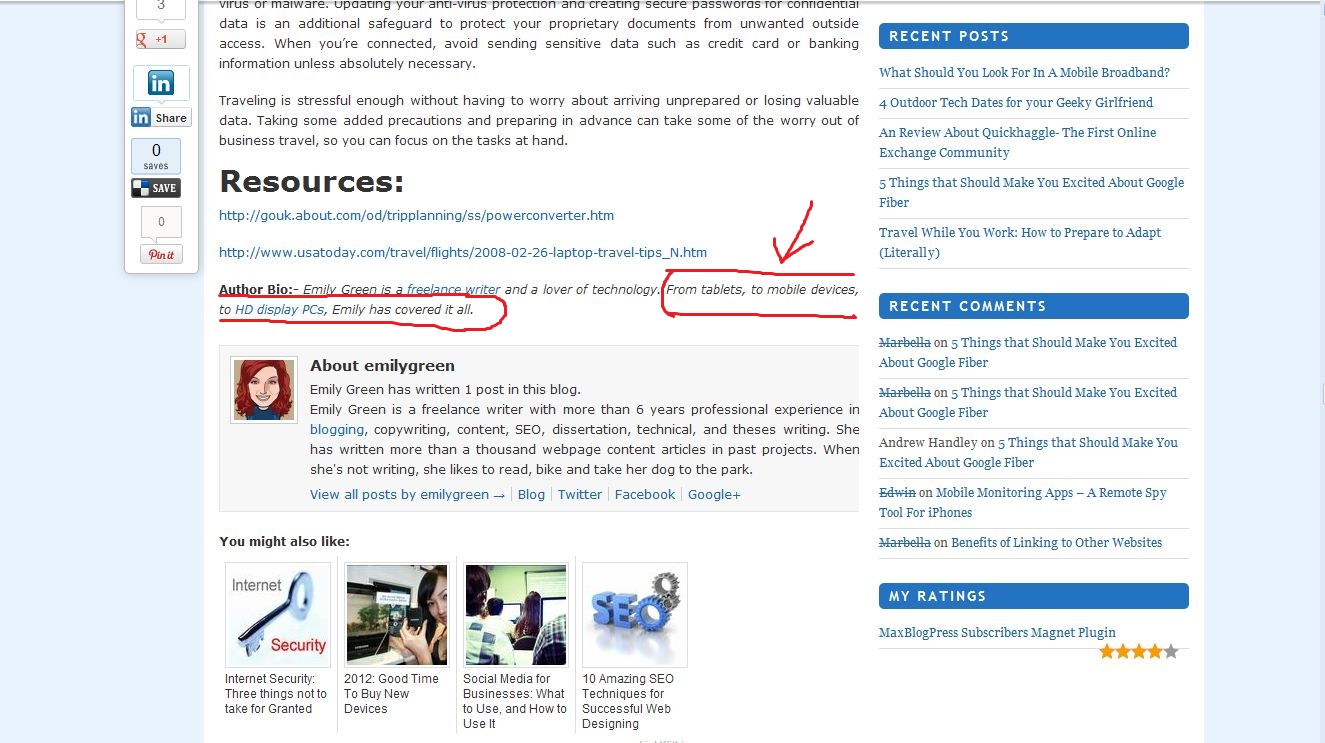 3
g +1
in
in Share
0
saves
SAVE
0
Pin it
virus or malware. Updating your anti-virus protection and creating secure passwords for confidential
data is an additional safeguard to protect your proprietary documents from unwanted outside
access. When you’re connected, avoid sending sensitive data such as credit card or banking
information unless absolutely necessary.
Traveling is stressful enough without having to worry about arriving unprepared or losing valuable
data. Taking some added precautions and preparing in advance can take some of the worry out of
business travel, so you can focus on the tasks at hand.
Resources:
http://gouk.about.com/od/tripplanning/ss/powerconverter.htm
http://www.usatoday.com/travel/flights/2008-02-26-laptop-travel-tips_N.htm
Author Bio:- Emily Green is a freelance writer and a lover of technology. From tablets, to mobile devices,
to HD display PCs, Emily has covered it all.
About emilygreen
Emily Green has written 1 post in this blog.
Emily Green is a freelance writer with more than 6 years professional experience in
blogging, copywriting, content, SEO, dissertation, technical, and theses writing. She
has written more than a thousand webpage content articles in past projects. When
she's not writing, she likes to read, bike and take her dog to the park.
View all posts by emilygreen → Blog Twitter Facebook Google+
You might also like:
Internet
Security
SEO
Internet Security:
Three things not to
take for Granted
2012: Good Time
To Buy New
Devices
Social Media for
Businesses: What
to Use, and How to
Use It
10 Amazing SEO
Techniques for
Successful Web
Designing
RECENT POSTS
What Should You Look For In A Mobile Broadband?
4 Outdoor Tech Dates for your Geeky Girlfriend
An Review About Quickhaggle- The First Online
Exchange Community
5 Things that Should Make You Excited About Google
Fiber
Travel While You Work: How to Prepare to Adapt
(Literally)
RECENT COMMENTS
Marbella on 5 Things that Should Make You Excited
About Google Fiber
Marbella on 5 Things that Should Make You Excited
About Google Fiber
Andrew Handley on 5 Things that Should Make You
Excited About Google Fiber
Edwin on Mobile Monitoring Apps – A Remote Spy
Tool For iPhones
Marbella on Benefits of Linking to Other Websites
MY RATINGS
MaxBlogPress Subscribers Magnet Plugin